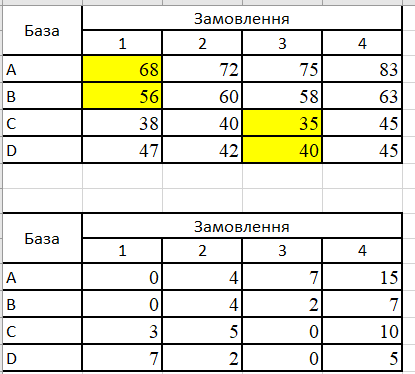 База Замовлення
1 2 3 4
A 68 72 75 83
B 56 60 58 63
C 38 40 35 45
D 47 42 40 45
База Замовлення
1 2 3 4
A 0 4 7 15
B 0 4 2 7
C 3 5 0 10
D 7 2 0 5